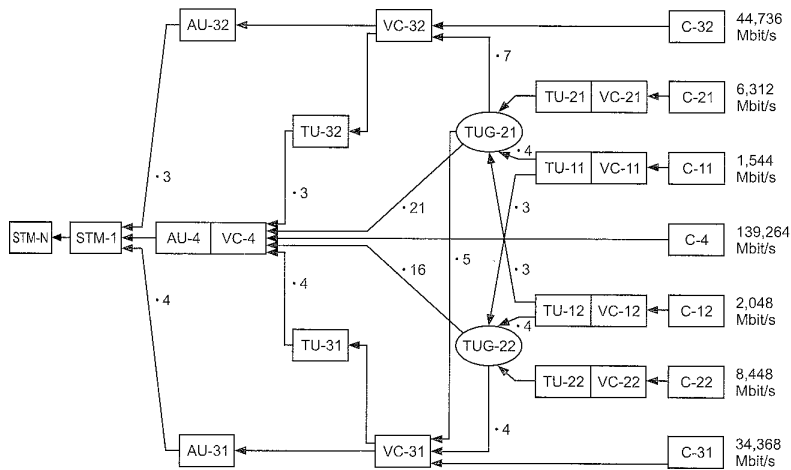 AU-32
VC-32
C-32
44,736
Mbit/s
· 7
TU-21
VC-21
C-21
6,312
Mbit/s
TU-32
TUG-21
· 4
TU-11
VC-11
C-11
1,544
Mbit/s
· 3
· 3
· 21
· 3
STM-N
STM-1
AU-4
VC-4
C-4
139,264
Mbit/s
· 5
· 16
· 3
· 4
· 4
TU-12
VC-12
C-12
2,048
Mbit/s
· 4
TU-31
TUG-22
TU-22
VC-22
C-22
8,448
Mbit/s
· 4
AU-31
VC-31
C-31
34,368
Mbit/s